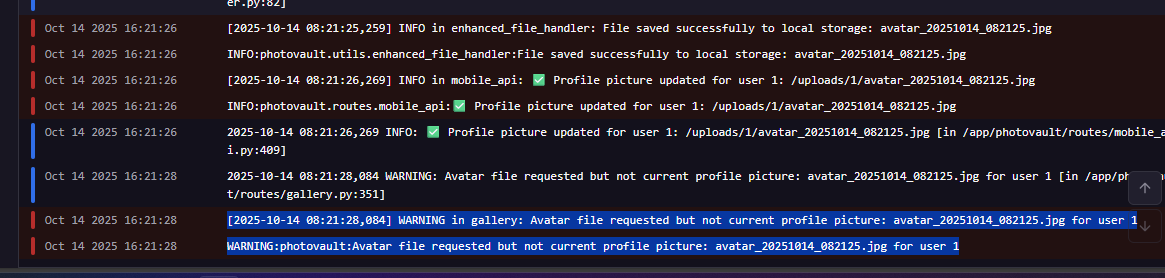 er.py:82]
Oct 14 2025 16:21:26 [2025-10-14 08:21:25,259] INFO in enhanced_file_handler: File saved successfully to local storage: avatar_20251014_082125.jpg
Oct 14 2025 16:21:26 INFO:photovault.utils.enhanced_file_handler:File saved successfully to local storage: avatar_20251014_082125.jpg
Oct 14 2025 16:21:26 [2025-10-14 08:21:26,269] INFO in mobile_api: ✅ Profile picture updated for user 1: /uploads/1/avatar_20251014_082125.jpg
Oct 14 2025 16:21:26 INFO:photovault.routes.mobile_api:✅ Profile picture updated for user 1: /uploads/1/avatar_20251014_082125.jpg
Oct 14 2025 16:21:26 2025-10-14 08:21:26,269 INFO: ✅ Profile picture updated for user 1: /uploads/1/avatar_20251014_082125.jpg [in /app/photovault/routes/mobile_a
i.py:409]
Oct 14 2025 16:21:28 2025-10-14 08:21:28,084 WARNING: Avatar file requested but not current profile picture: avatar_20251014_082125.jpg for user 1 [in /app/ph
t/routes/gallery.py:351]
Oct 14 2025 16:21:28 [2025-10-14 08:21:28,084] WARNING in gallery: Avatar file requested but not current profile picture: avatar_20251014_082125.jpg for user 1
Oct 14 2025 16:21:28 WARNING:photovault:Avatar file requested but not current profile picture: avatar_20251014_082125.jpg for user 1